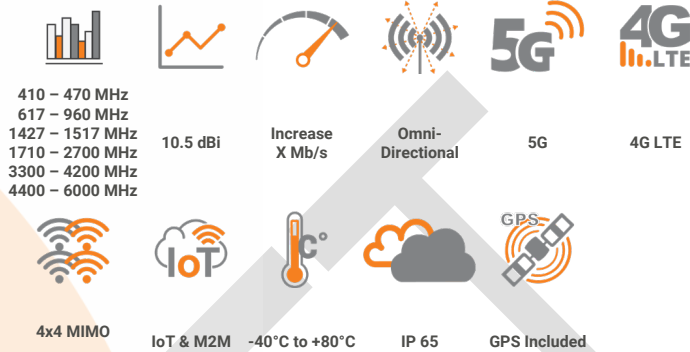 5G
4G
LTE
410 – 470 MHz
617 – 960 MHz
1427 – 1517 MHz
1710 – 2700 MHz
3300 – 4200 MHz
4400 – 6000 MHz
10.5 dBi
Increase
X Mb/s
Omni-
Directional
5G
4G LTE
IoT
C°
GPS
4x4 MIMO
IoT & M2M
-40°C to +80°C
IP 65
GPS Included